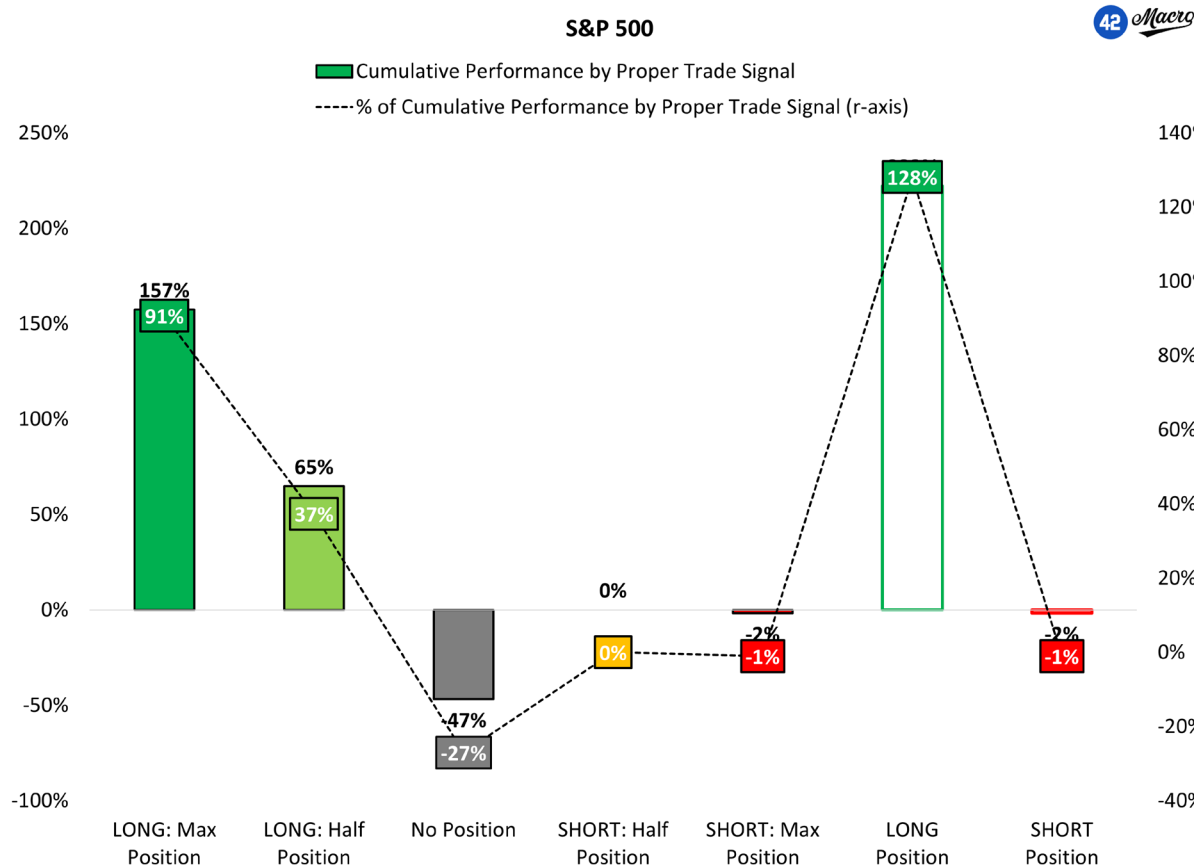 42 Macro
S&P 500
Cumulative Performance by Proper Trade Signal
% of Cumulative Performance by Proper Trade Signal (r-axis)
250%
200%
150%
100%
50%
0%
-50%
-100%
140%
120%
100%
80%
60%
40%
20%
0%
-20%
-40%
157%
91%
65%
37%
-47%
-27%
0%
0%
-2%
-1%
128%
-2%
-1%
LONG: Max
Position
LONG: Half
Position
No Position
SHORT: Half
Position
SHORT: Max
Position
LONG
Position
SHORT
Position